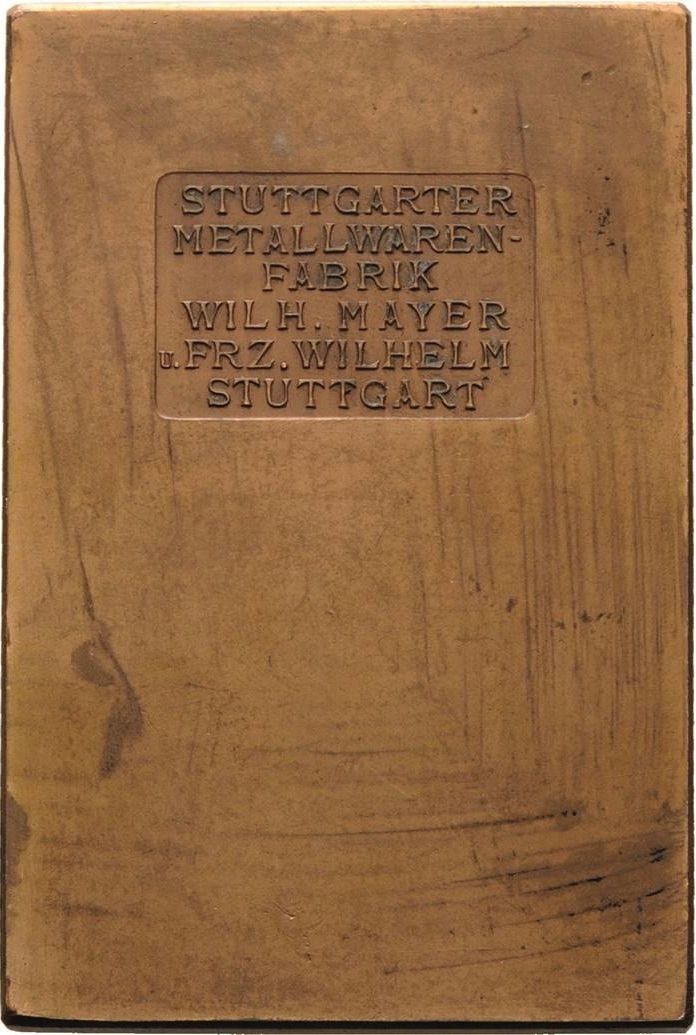 STUTTGARTER
METALLWAREN-
FABRIK
WILH. MAYER
u. FRZ. WILHELM
STUTTGART